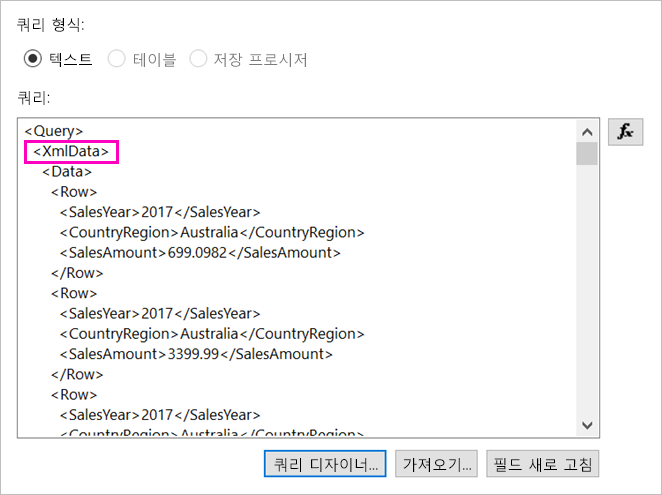 쿼리 형식:
텍스트 테이블 저장 프로시저
쿼리:
<Query>
<XmlData>
<Data>
<Row>
<SalesYear>2017</SalesYear>
<CountryRegion>Australia</CountryRegion>
<SalesAmount>699.0982</SalesAmount>
</Row>
<Row>
<SalesYear>2017</SalesYear>
<CountryRegion>Australia</CountryRegion>
<SalesAmount>3399.99</SalesAmount>
</Row>
<Row>
<SalesYear>2017</SalesYear>
<CountryRegion>Australia</CountryRegion>
fx
쿼리 디자이너... 가져오기... 필드 새로 고침